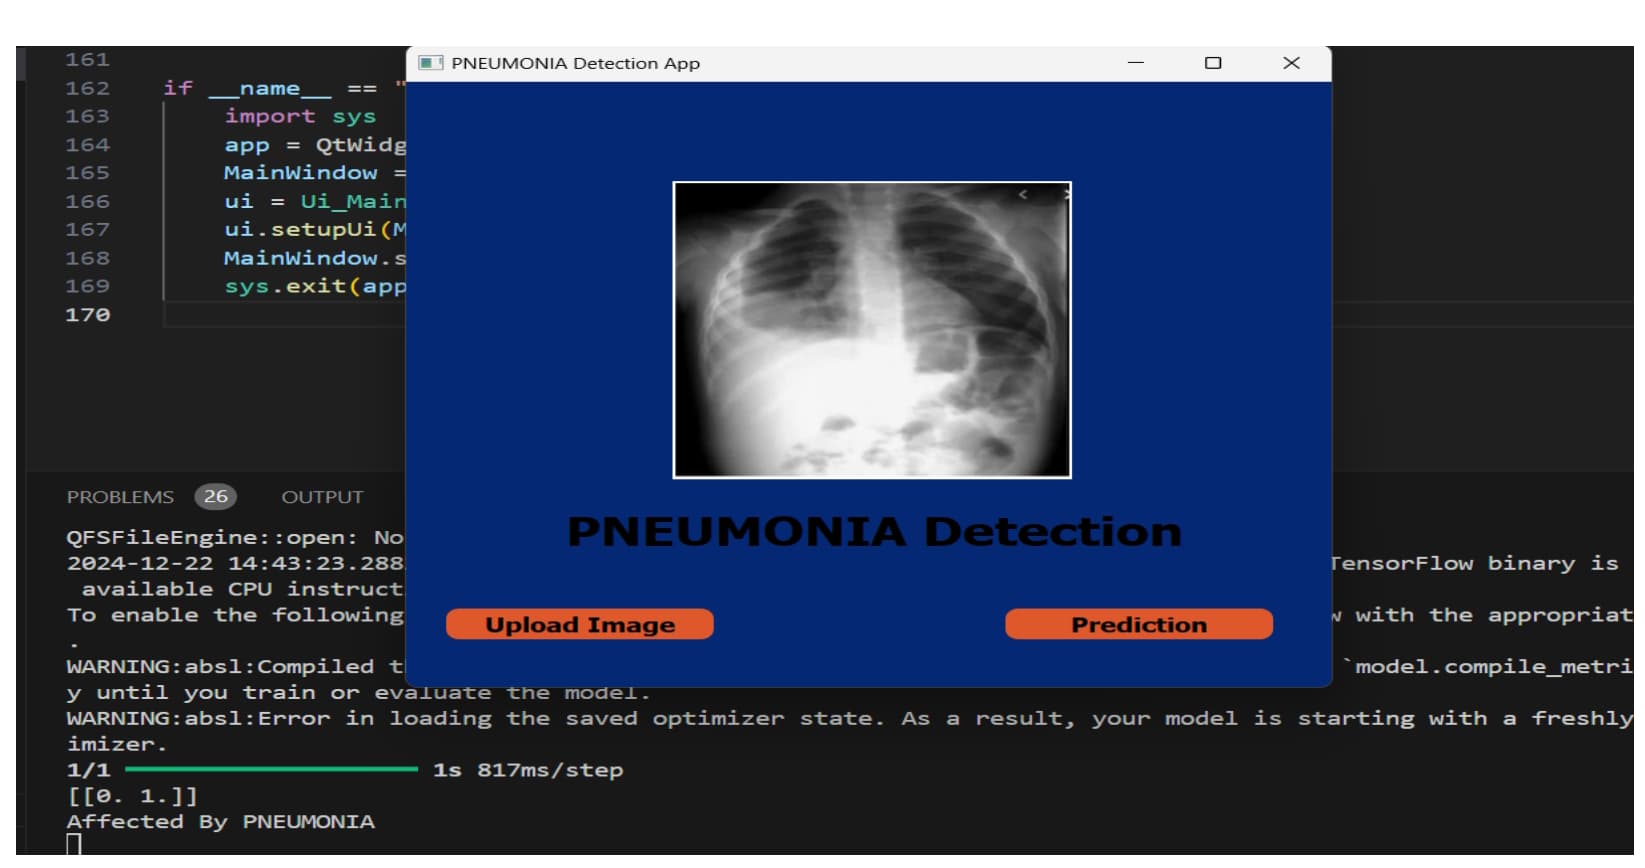 161
PNEUMONIA Detection App
162 if __name__ == "
163 import sys
164 app = QtWidg
165 MainWindow =
166 ui = Ui_Main
167 ui.setupUi(M
168 MainWindow.s
169 sys.exit(app
170
PNEUMONIA Detection
Upload Image
Prediction
PROBLEMS 26 OUTPUT
QFSFileEngine::open: No
2024-12-22 14:43:23.288 TensorFlow binary is
available CPU instruct
To enable the following w with the appropriat
.
WARNING:absl:Compiled t `model.compile_metri
y until you train or evaluate the model.
WARNING:absl:Error in loading the saved optimizer state. As a result, your model is starting with a freshly
imizer.
1/1 1s 817ms/step
[[0. 1.]]
Affected By PNEUMONIA